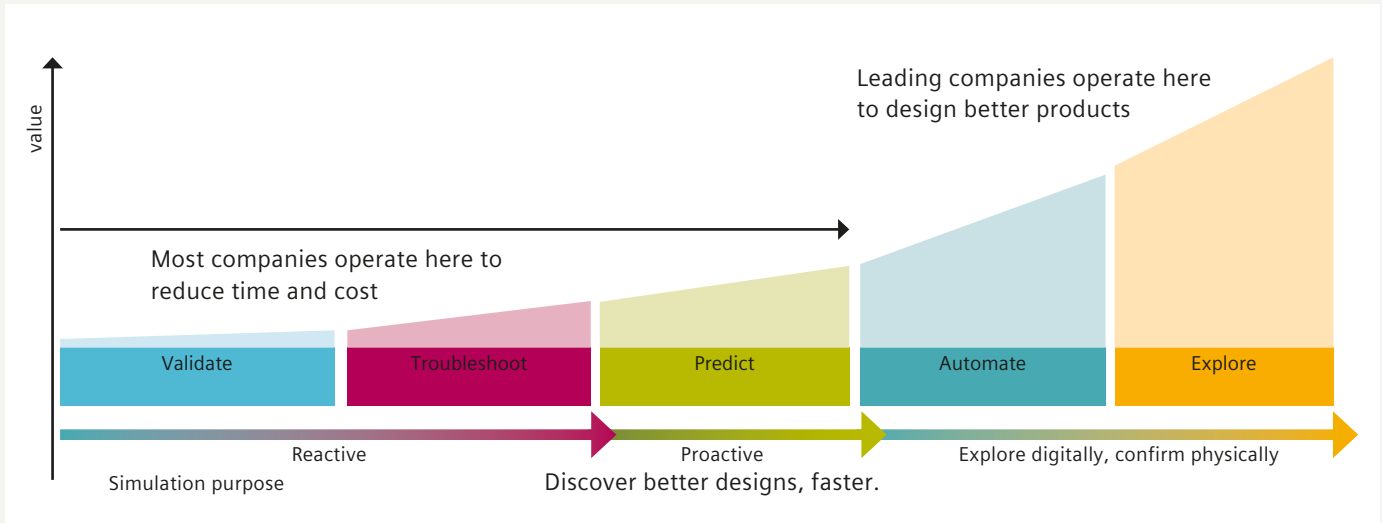 value
Leading companies operate here
to design better products
Most companies operate here to
reduce time and cost
Validate
Troubleshoot
Predict
Automate
Explore
Reactive
Proactive
Explore digitally, confirm physically
Simulation purpose
Discover better designs, faster.